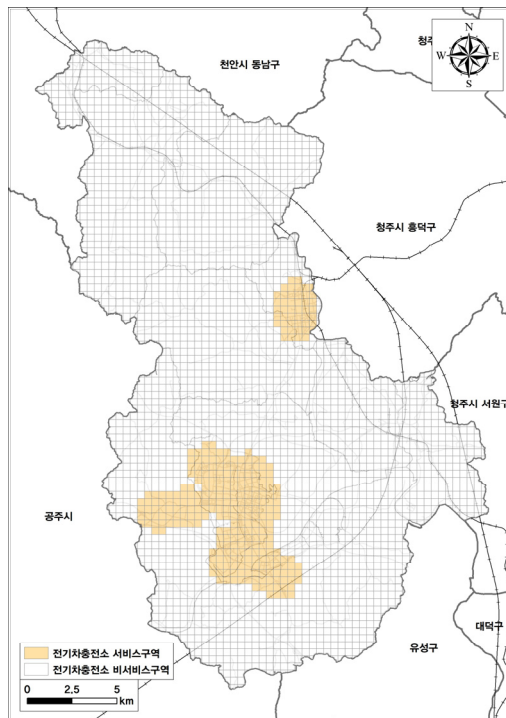 N
W E
S
천안시 동남구
청주시 흥덕구
청주시 서원구
공주시
대덕구
유성구
전기차충전소 서비스구역
전기차충전소 비서비스구역
0 2.5 5
km